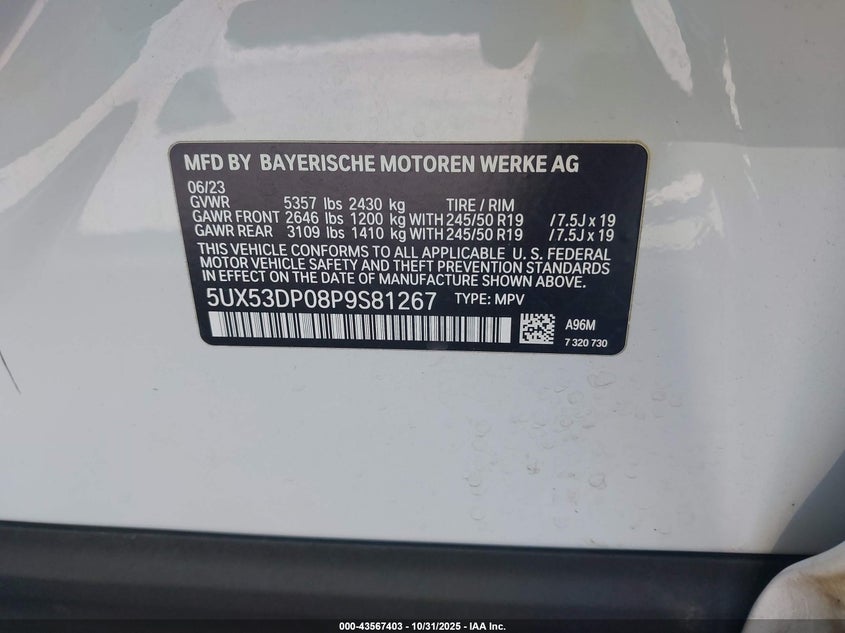 MFD BY BAYERISCHE MOTOREN WERKE AG
06/23
GVWR 5357 lbs 2430 kg TIRE / RIM
GAWR FRONT 2646 lbs 1200 kg WITH 245/50 R19 / 7.5J x 19
GAWR REAR 3109 lbs 1410 kg WITH 245/50 R19 / 7.5J x 19
THIS VEHICLE CONFORMS TO ALL APPLICABLE U. S. FEDERAL
MOTOR VEHICLE SAFETY AND THEFT PREVENTION STANDARDS
IN EFFECT ON THE DATE OF MANUFACTURE SHOWN ABOVE.
5UX53DP08P9S81267 TYPE: MPV
A96M
7 320 730
000-43567403 - 10/31/2025 - IAA Inc.